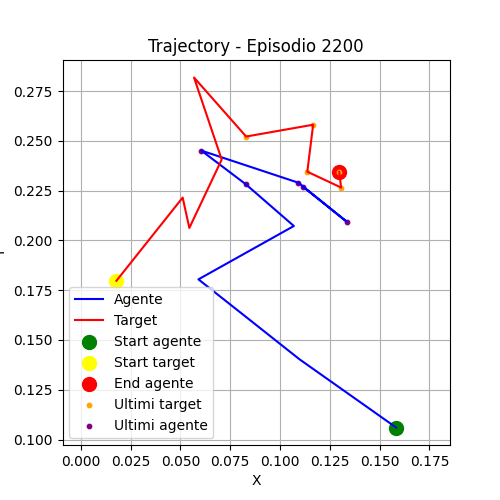 Trajectory - Episodio 2200
0.275
0.250
0.225
0.200
0.175
0.150
0.125
0.100
Agente
Target
Start agente
Start target
End agente
Ultimi target
Ultimi agente
0.000 0.025 0.050 0.075 0.100 0.125 0.150 0.175
X